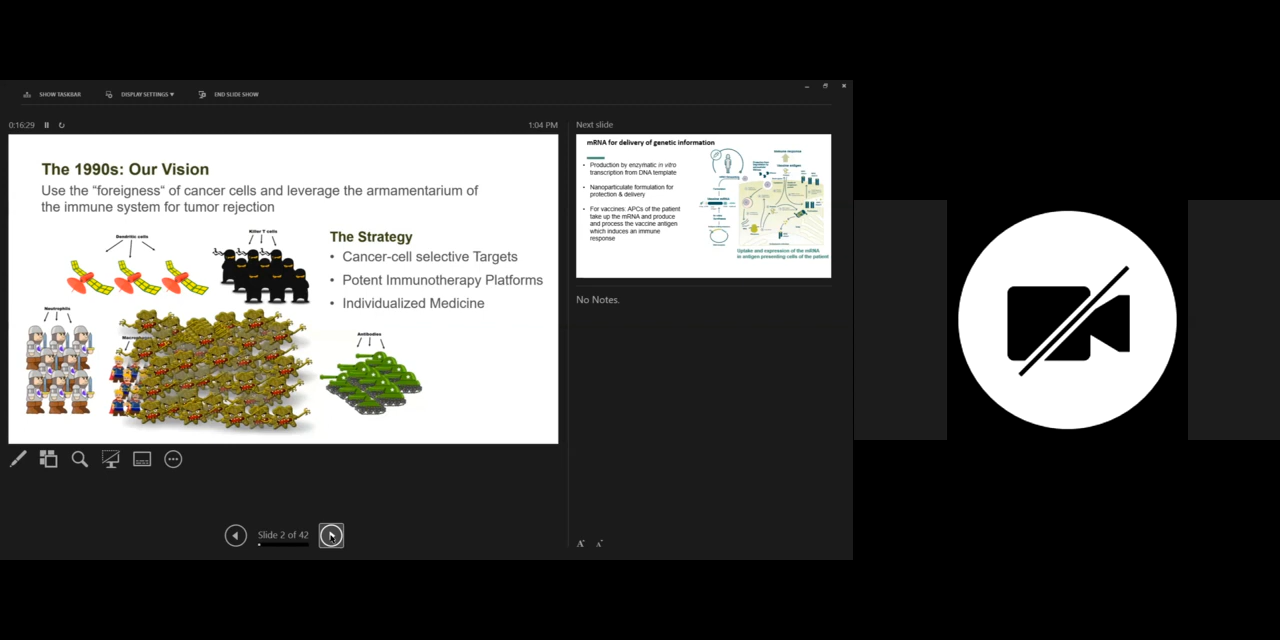 SHOW TASKBAR
DISPLAY SETTINGS ▼
END SLIDE SHOW
0:16:29
1:04 PM
The 1990s: Our Vision
Use the "foreigness" of cancer cells and leverage the armamentarium of
the immune system for tumor rejection
Dendritic cells
Killer T cells
Neutrophils
Antibodies
The Strategy
• Cancer-cell selective Targets
• Potent Immunotherapy Platforms
• Individualized Medicine
Slide 2 of 42
Next slide
mRNA for delivery of genetic information
• Production by enzymatic in vitro
transcription from DNA template
• Nanoparticulate formulation for
protection & delivery
• For vaccines: APCs of the patient
take up the mRNA and produce
and process the vaccine antigen
which induces an immune
response
Immune response
Vaccine antigen
Uptake and expression of the mRNA
in antigen presenting cells of the patient
No Notes.
A
A